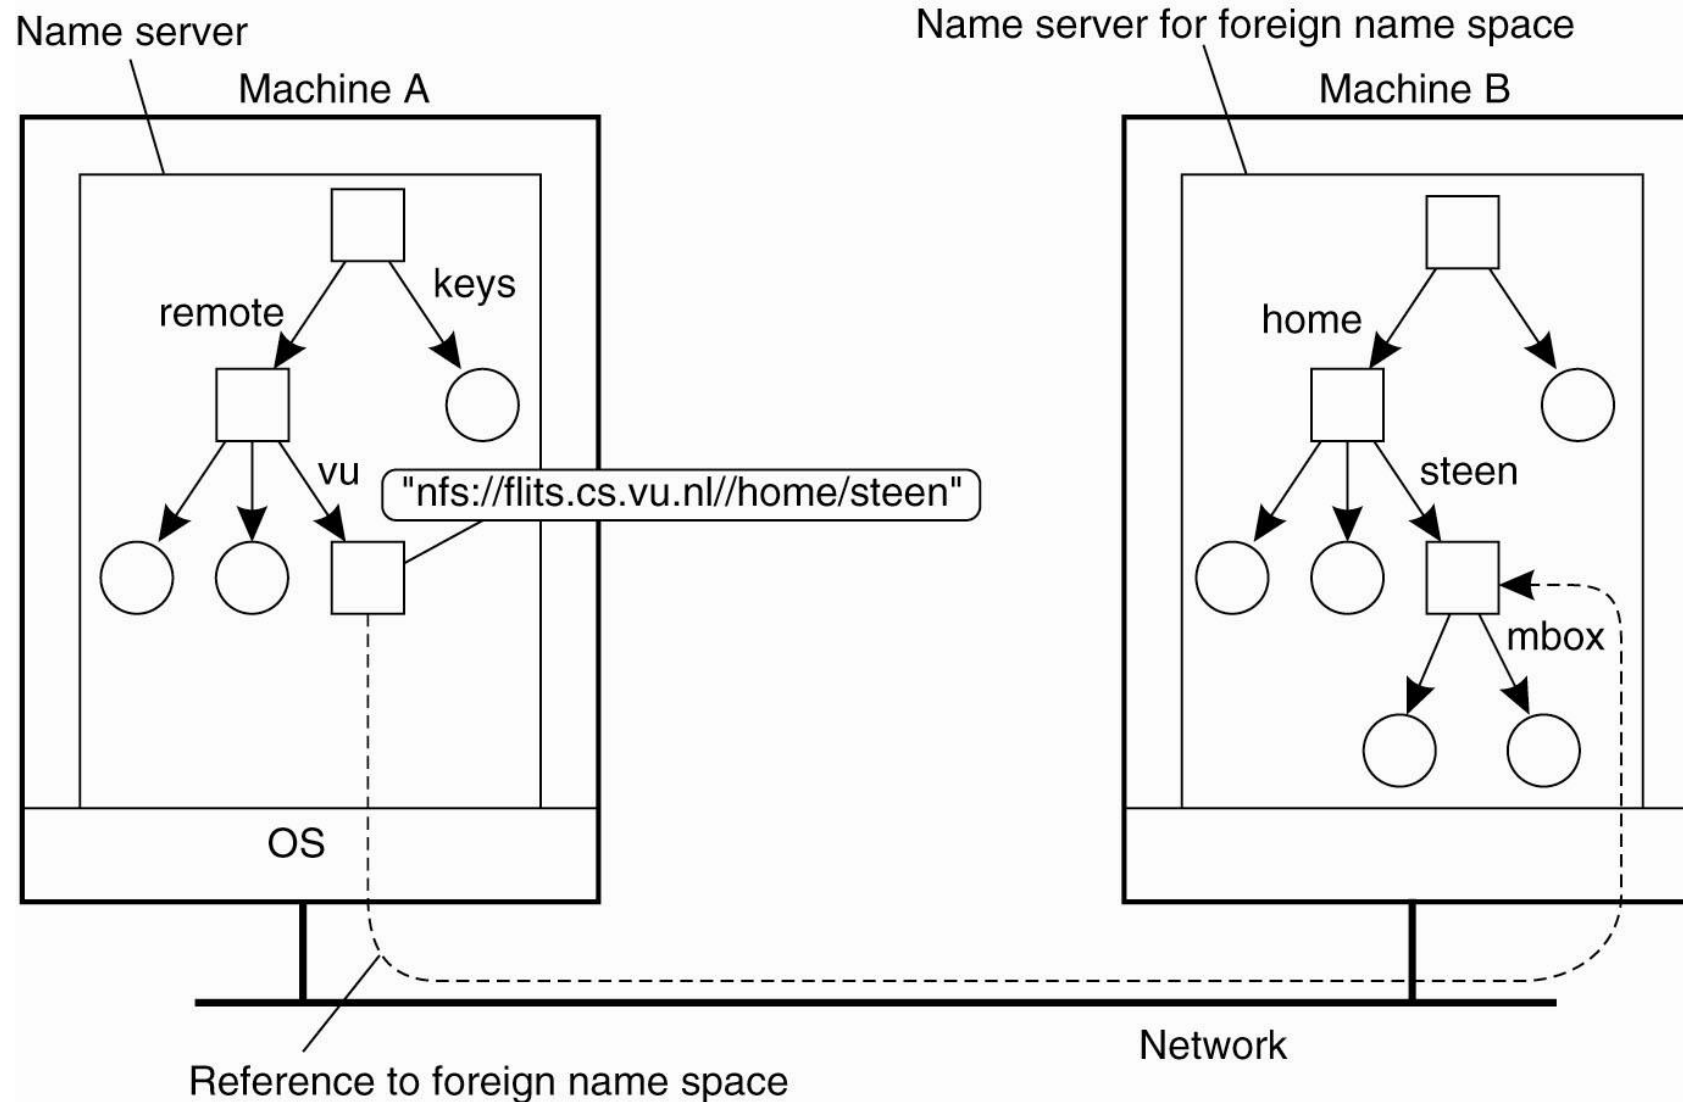 Name server
Name server for foreign name space
Machine A
Machine B
keys
remote
home
vu
steen
"nfs://flits.cs.vu.nl//home/steen"
mbox
OS
Network
Reference to foreign name space